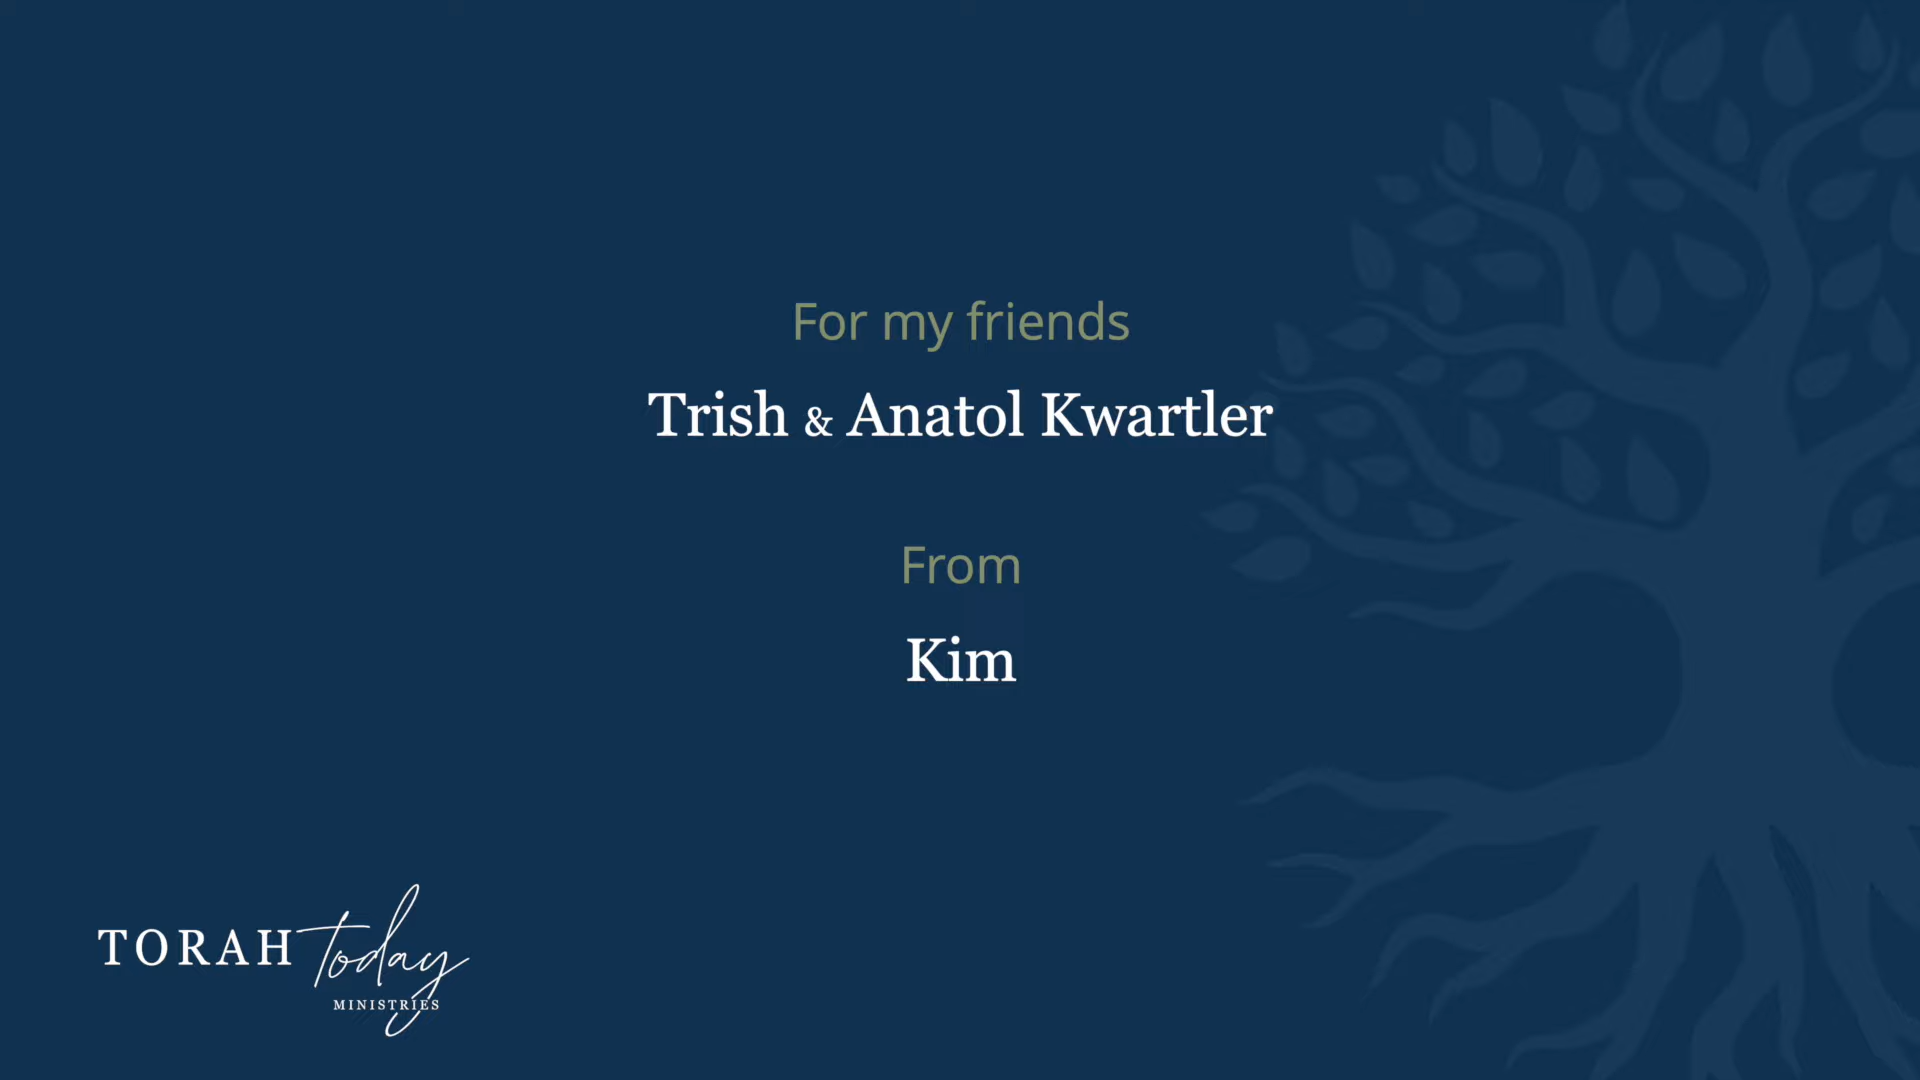 For my friends
Trish & Anatol Kwartler
From
Kim
TORAH today
MINISTRIES